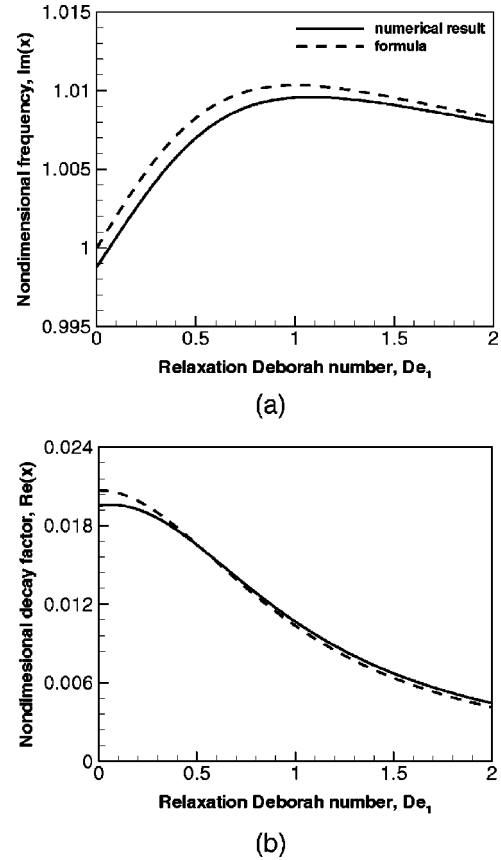 1.015
numerical result
formula
1.01
1.005
1
0.995
Nondimensional frequency, Im(x)
0
0.5
1
1.5
2
Relaxation Deborah number, De₁
(a)
0.024
0.018
0.012
0.006
0
Nondimesional decay factor, Re(x)
0
0.5
1
1.5
2
Relaxation Deborah number, De₁
(b)